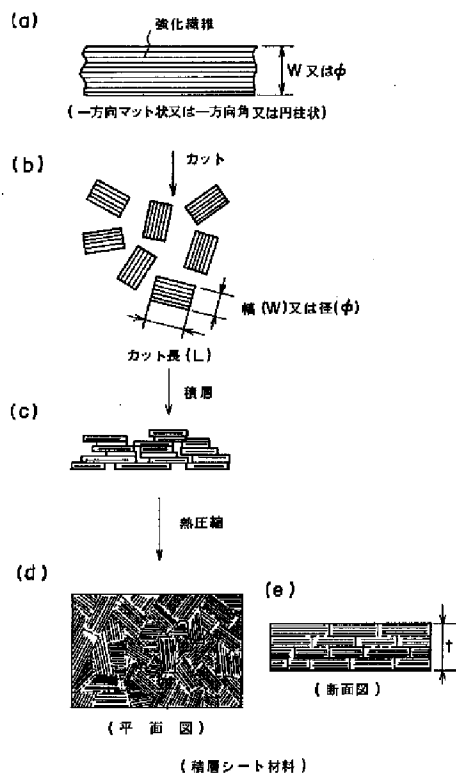 (a)
強化繊維
W又はφ
(一方向マット状又は一方向角又は円柱状)
(b)
カット
幅(W)又は径(φ)
カット長(L)
積層
(c)
熱圧縮
(d)
(e)
t
(平面図)
(断面図)
(積層シート材料)